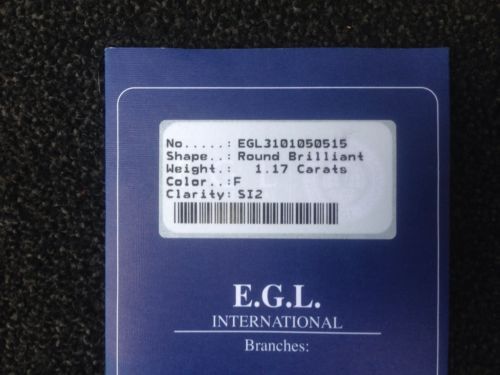 No.....: EGL3101050515
Shape..: Round Brilliant
Weight.: 1.17 Carats
Color..:F
Clarity: SI2
E.G.L.
INTERNATIONAL
Branches: